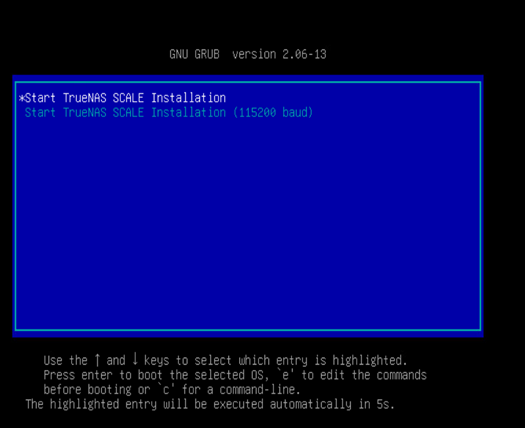 GNU GRUB  version 2.06-13
*Start TrueNAS SCALE Installation
Start TrueNAS SCALE Installation (115200 baud)
Use the ↑ and ↓ keys to select which entry is highlighted.
Press enter to boot the selected OS, `e' to edit the commands
before booting or `c' for a command-line.
The highlighted entry will be executed automatically in 5s.